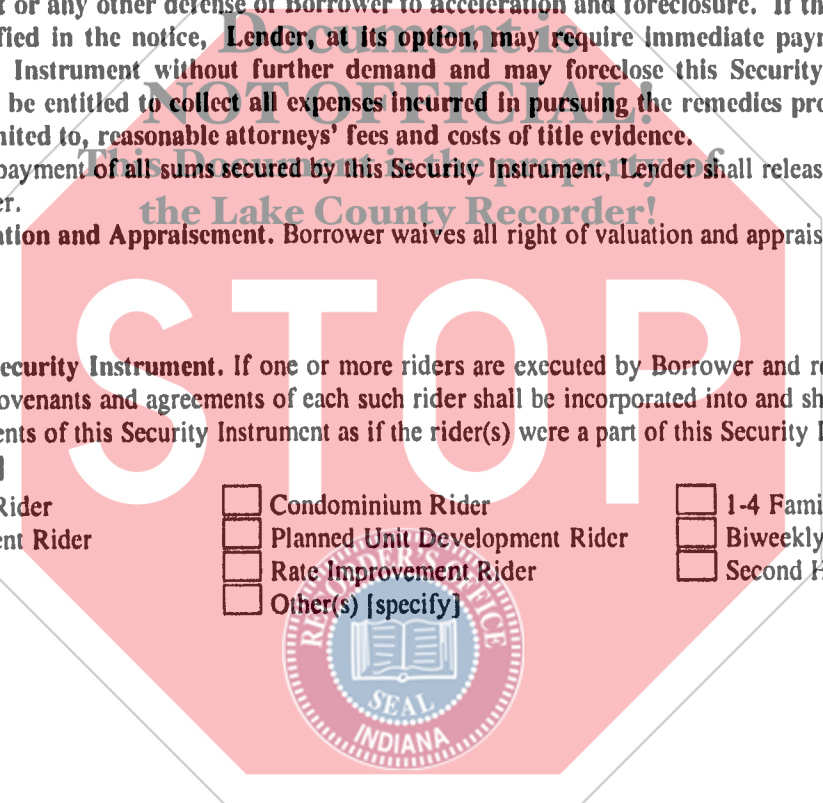 t or any other defense of Borrower to acceleration and foreclosure. If th
fied in the notice, Lender, at its option, may require immediate payn
Instrument without further demand and may foreclose this Security
be entitled to collect all expenses incurred in pursuing the remedies pro
nited to, reasonable attorneys' fees and costs of title evidence.
payment of all sums secured by this Security Instrument, Lender shall releas
er.
ation and Appraisement. Borrower waives all right of valuation and apprais
Document is
NOT OFFICIAL!
This Document is the property of
the Lake County Recorder!
STOP
ecurity Instrument. If one or more riders are executed by Borrower and re
ovenants and agreements of each such rider shall be incorporated into and sh
ents of this Security Instrument as if the rider(s) were a part of this Security I
]
Rider
Condominium Rider
1-4 Fami
ent Rider
Planned Unit Development Rider
Biweekly
Rate Improvement Rider
Second H
Other(s) [specify]
RECORDER'S OFFICE
SEAL
INDIANA